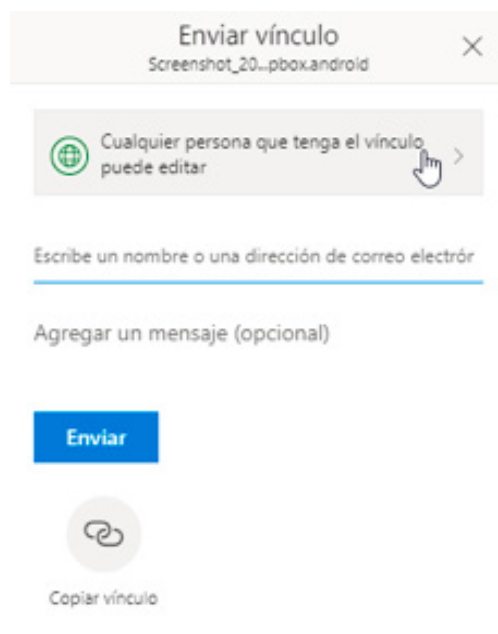 Enviar vínculo
Screenshot_20...pbox.android
Cualquier persona que tenga el vínculo
puede editar
Escribe un nombre o una dirección de correo electrór
Agregar un mensaje (opcional)
Enviar
Copiar vínculo